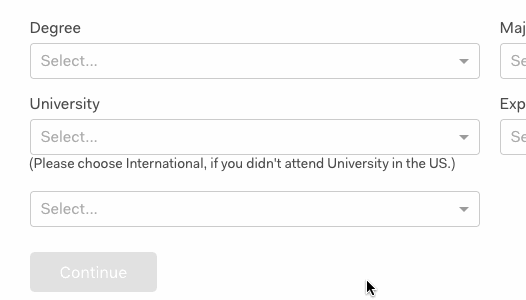 Degree
Maj
Select...
Se
University
Exp
Select...
Se
(Please choose International, if you didn't attend University in the US.)
Select...
Continue